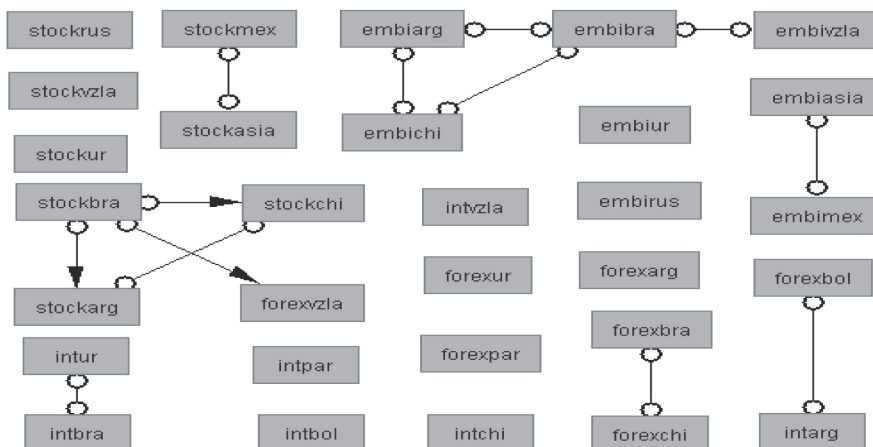 stockrus
stockmex
embiarg
embibra
embivzla
stockvzla
stockasia
embichi
embiur
embiasia
stockur
stockbra
stockchi
intvzla
embirus
embimex
stockarg
forexvzla
forexur
forexarg
forexbol
intur
intpar
forexpar
forexbra
intbra
intbol
intchi
forexchi
intarg